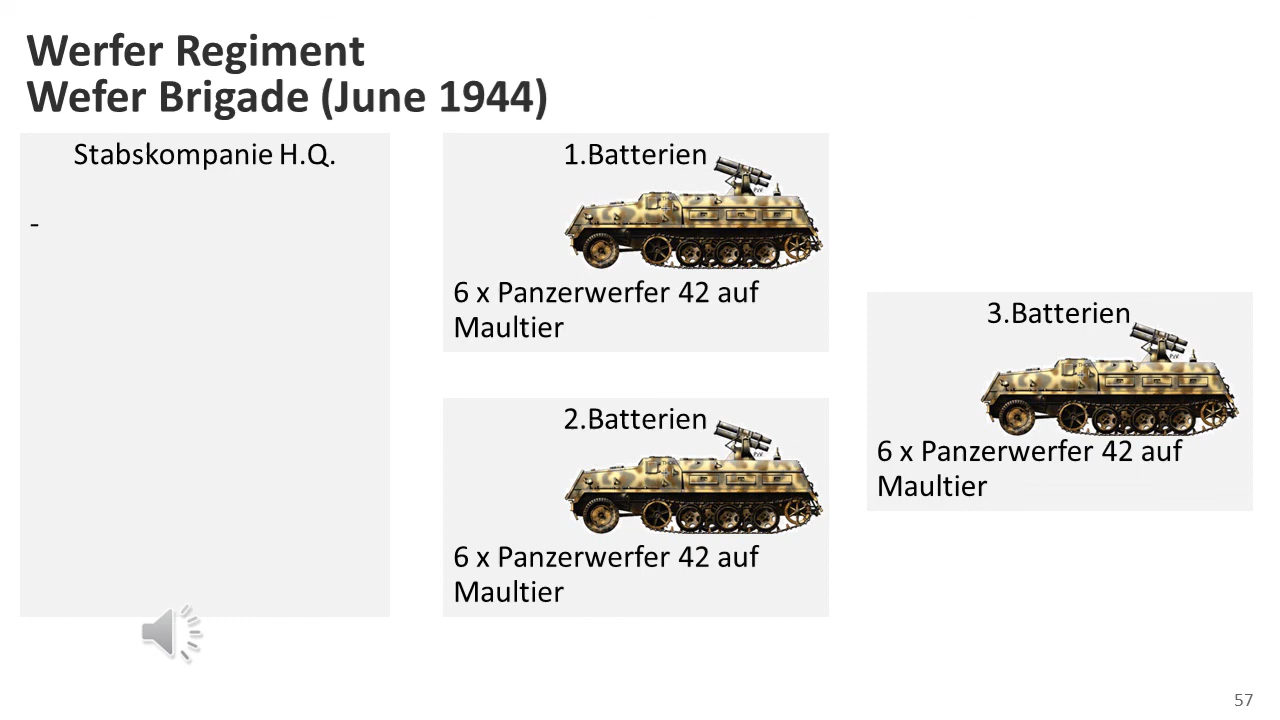 Werfer Regiment
Wefer Brigade (June 1944)
Stabskompanie H.Q.
-
1.Batterien
6 x Panzerwerfer 42 auf
Maultier
2.Batterien
6 x Panzerwerfer 42 auf
Maultier
3.Batterien
6 x Panzerwerfer 42 auf
Maultier
57